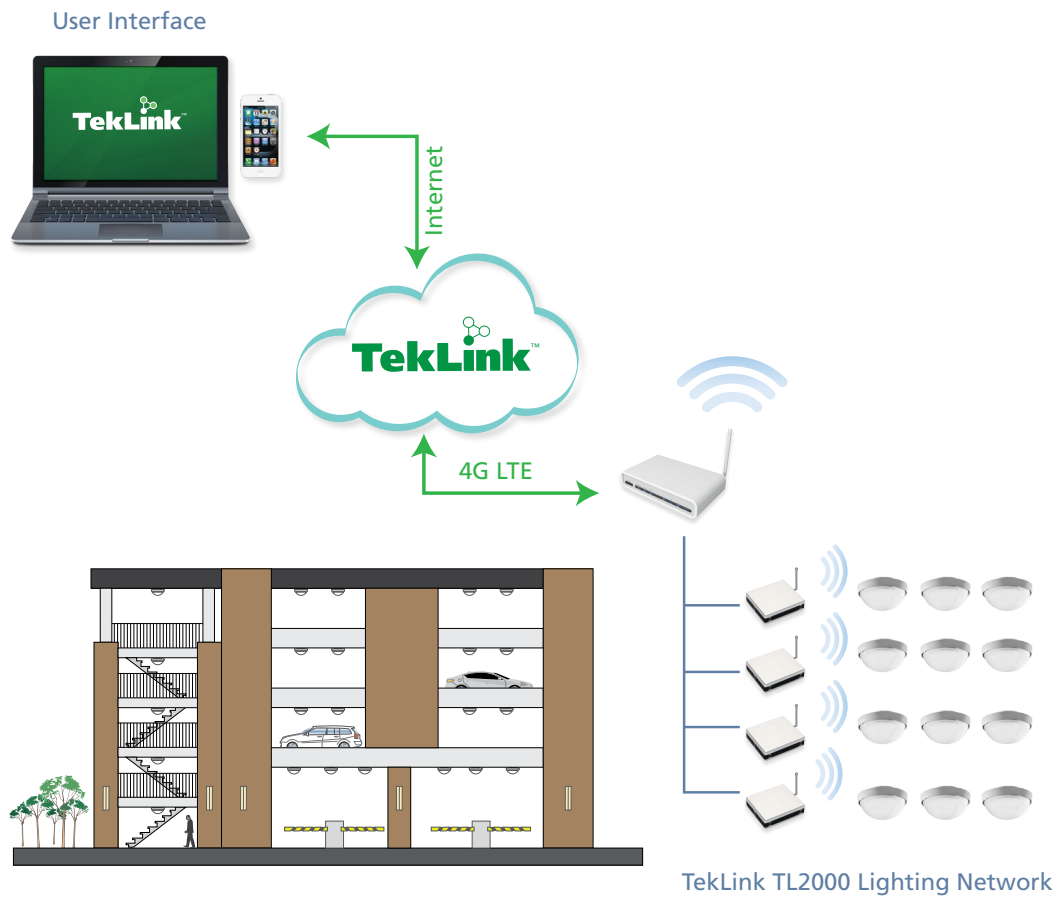 User Interface
TekLink™
Internet
TekLink™
4G LTE
TekLink TL2000 Lighting Network